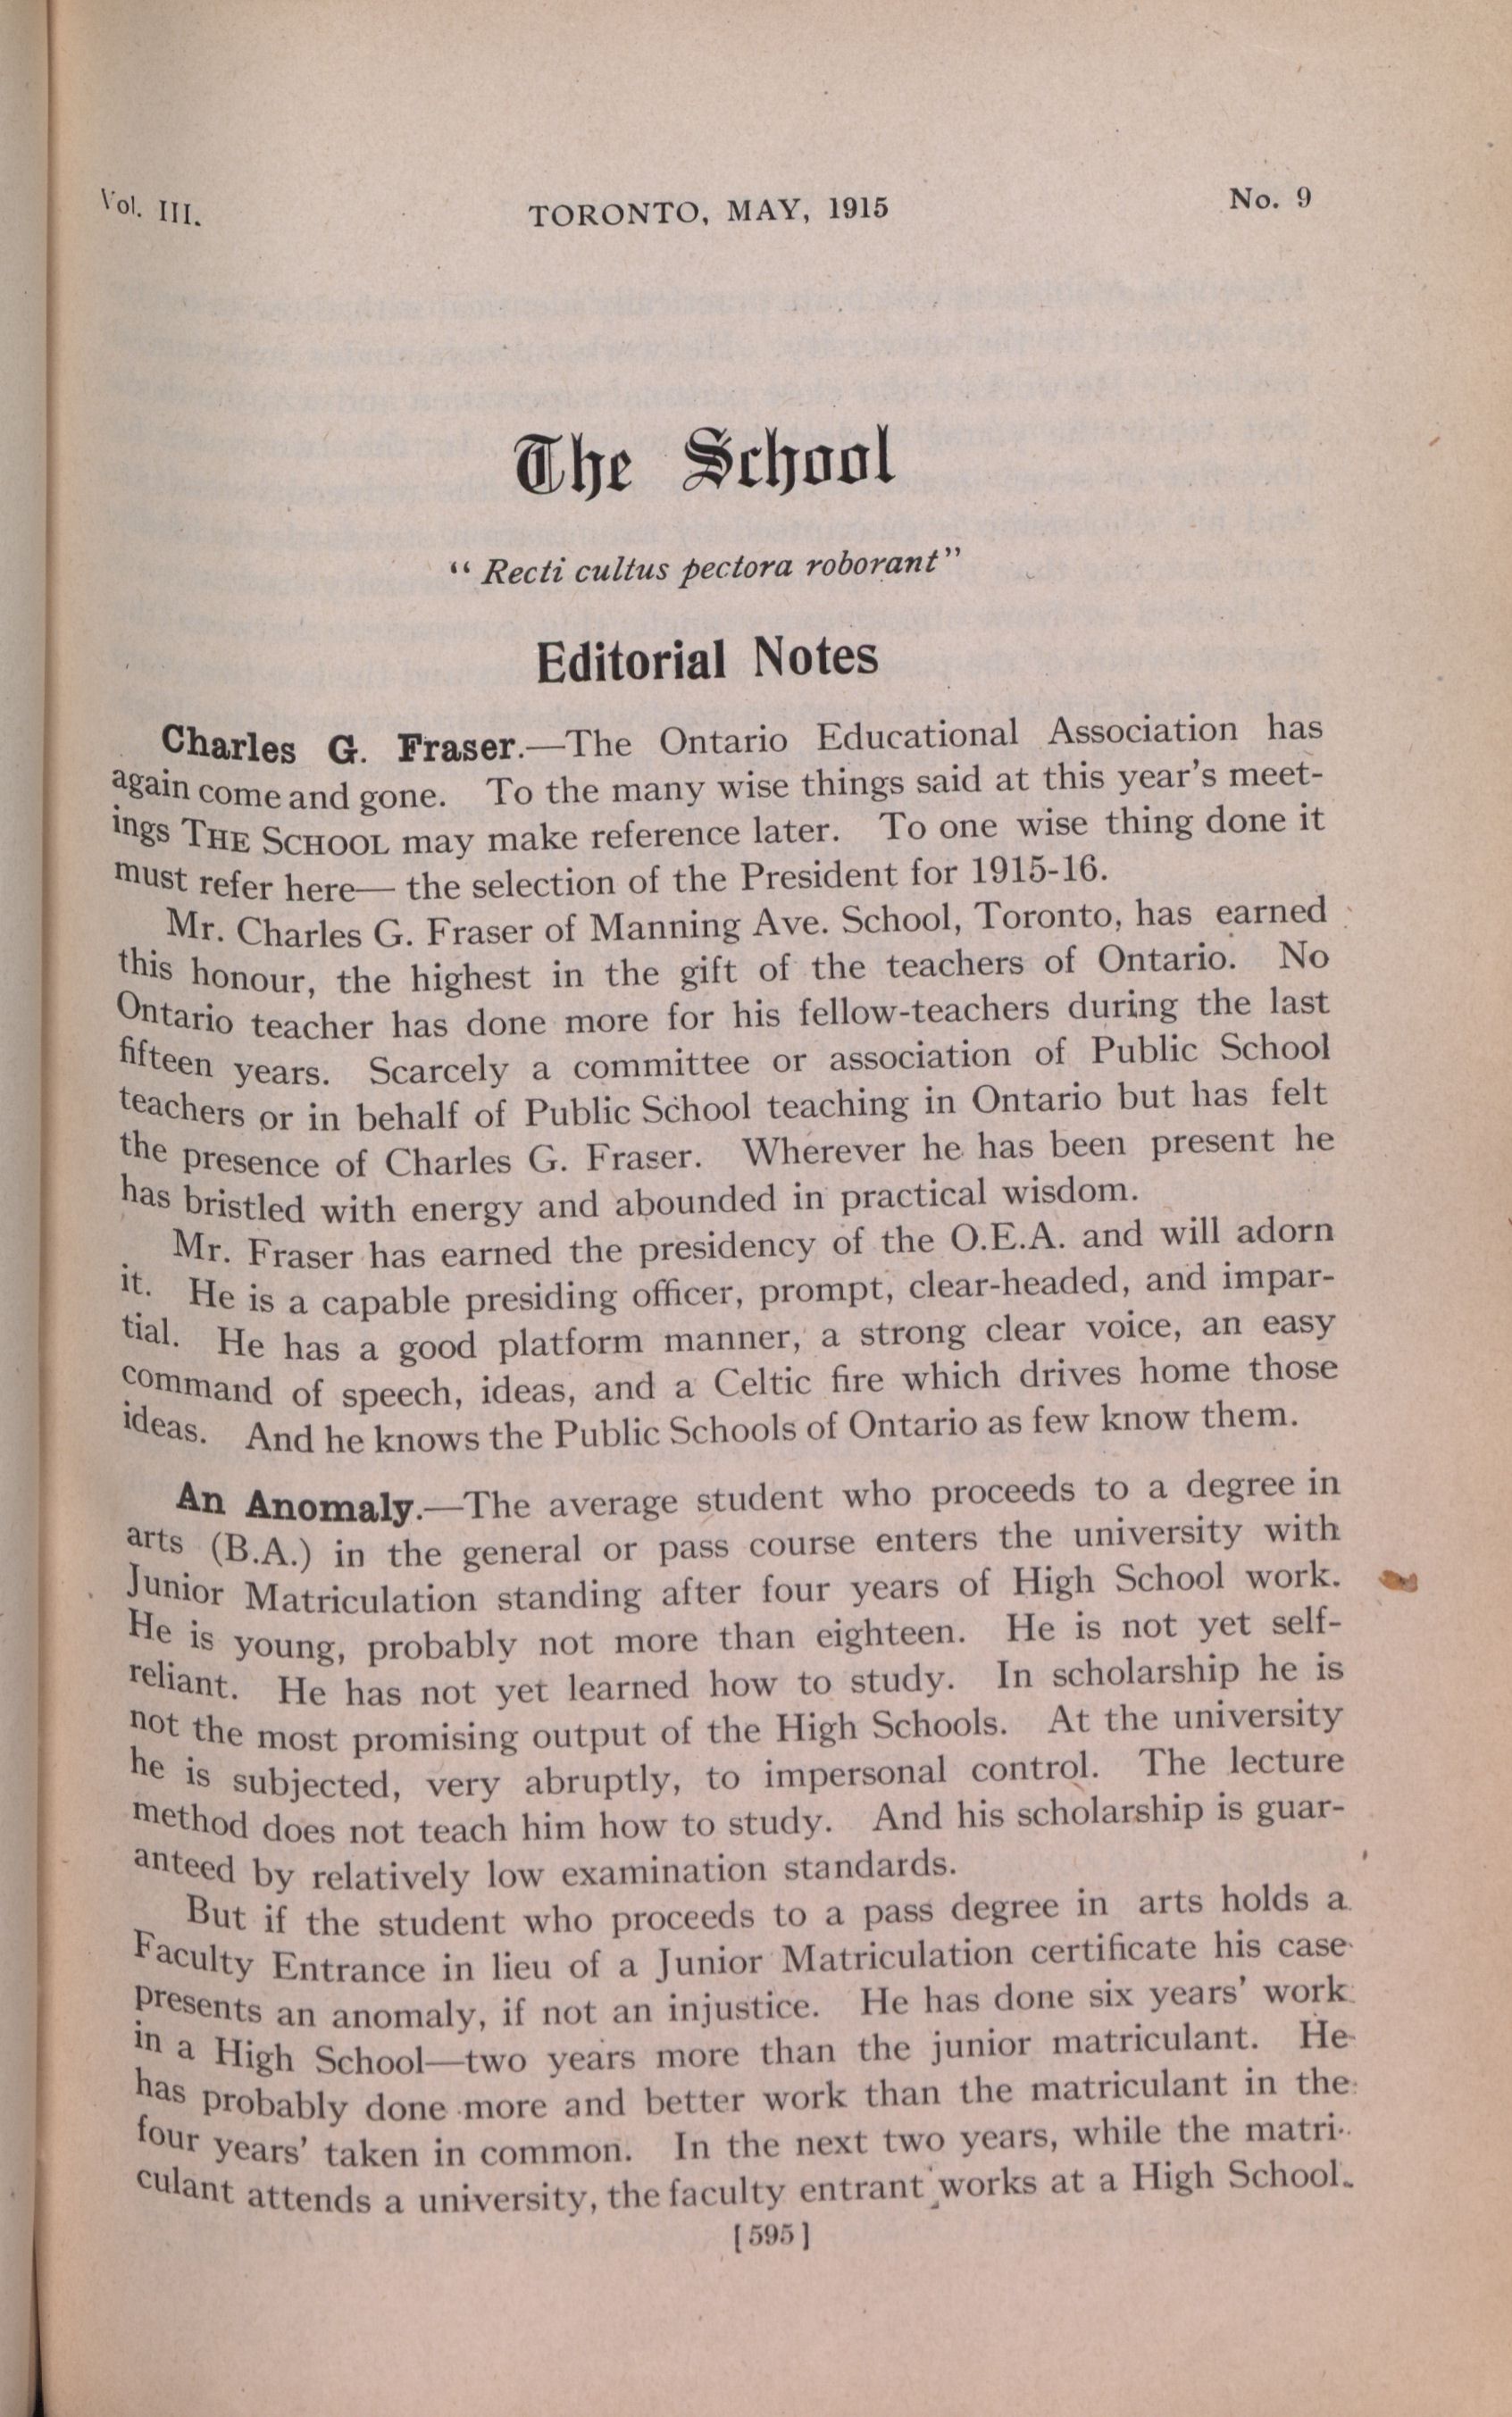 Vol. III.
TORONTO, MAY, 1915
No. 9
The School
“Recti cultus pectora roborant”
Editorial Notes
Charles G. Fraser.—The Ontario Educational Association has
again come and gone. To the many wise things said at this year's meet-
ings THE SCHOOL may make reference later. To one wise thing done it
must refer here— the selection of the President for 1915-16.
Mr. Charles G. Fraser of Manning Ave. School, Toronto, has earned
this honour, the highest in the gift of the teachers of Ontario. No
Ontario teacher has done more for his fellow-teachers during the last
fifteen years. Scarcely a committee or association of Public School
teachers or in behalf of Public School teaching in Ontario but has felt
the presence of Charles G. Fraser. Wherever he has been present he
has bristled with energy and abounded in practical wisdom.
Mr. Fraser has earned the presidency of the O.E.A. and will adorn
it. He is a capable presiding officer, prompt, clear-headed, and impar-
tial. He has a good platform manner, a strong clear voice, an easy
command of speech, ideas, and a Celtic fire which drives home those
ideas. And he knows the Public Schools of Ontario as few know them.
An Anomaly.—The average student who proceeds to a degree in
arts (B.A.) in the general or pass course enters the university with
Junior Matriculation standing after four years of High School work.
He is young, probably not more than eighteen. He is not yet self-
reliant. He has not yet learned how to study. In scholarship he is
not the most promising output of the High Schools. At the university
he is subjected, very abruptly, to impersonal control. The lecture
method does not teach him how to study. And his scholarship is guar-
anteed by relatively low examination standards.
But if the student who proceeds to a pass degree in arts holds a
Faculty Entrance in lieu of a Junior Matriculation certificate his case
presents an anomaly, if not an injustice. He has done six years' work
in a High School—two years more than the junior matriculant. He
has probably done more and better work than the matriculant in the
four years' taken in common. In the next two years, while the matri-
culant attends a university, the faculty entrant works at a High School.
[595]